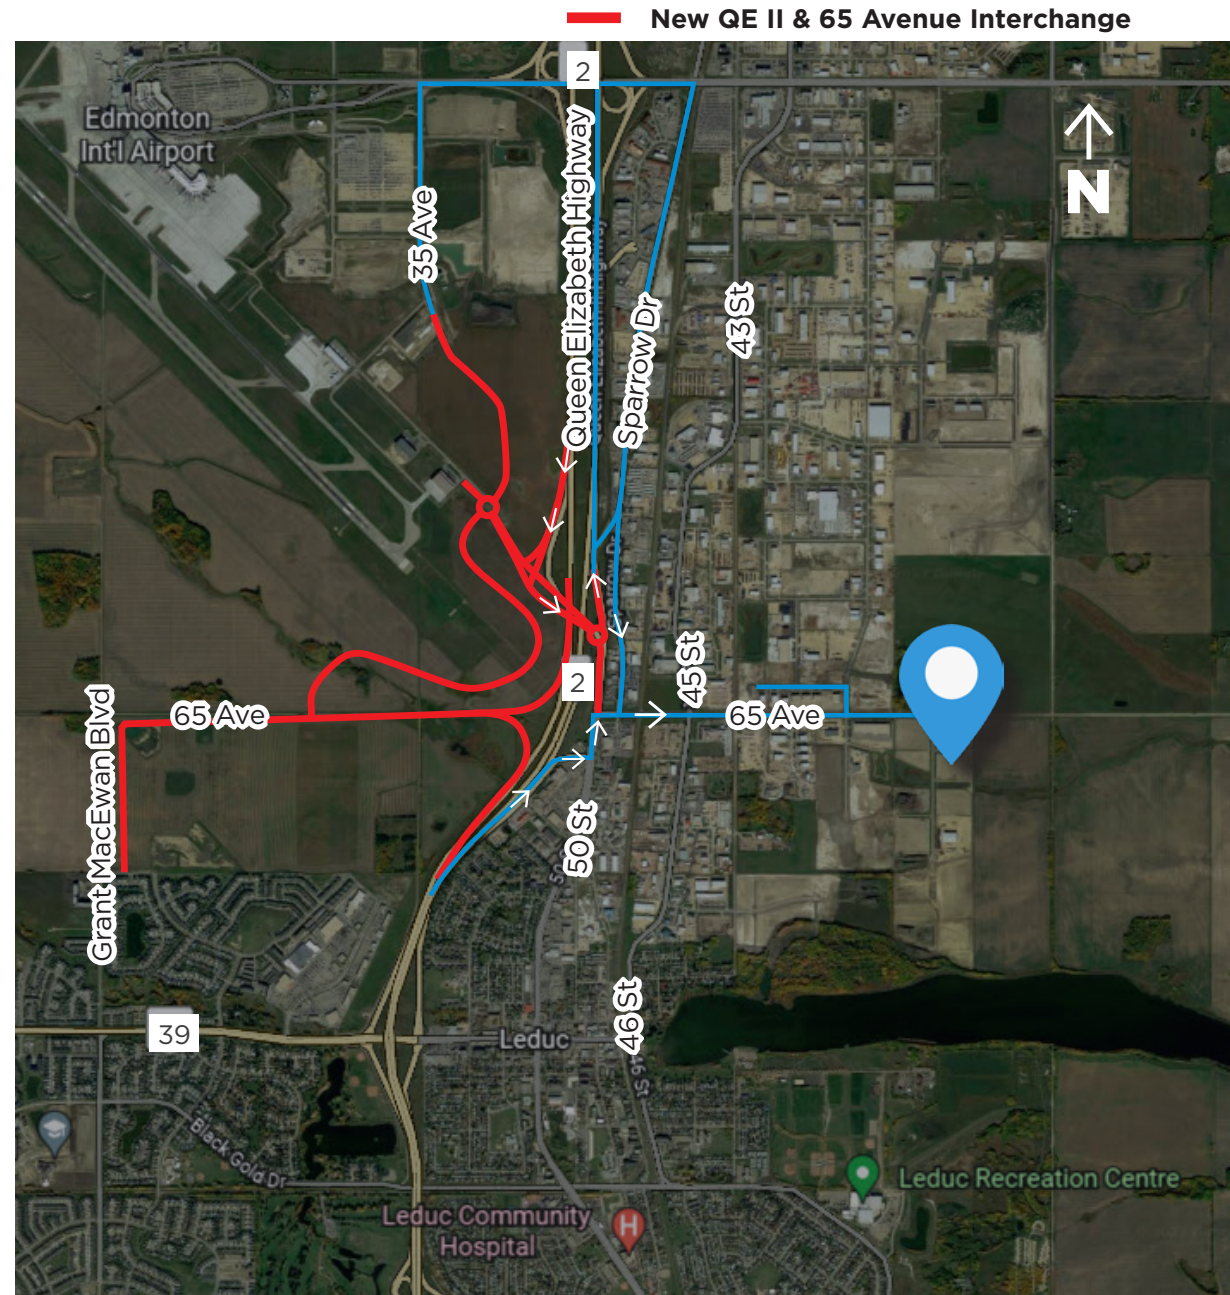 New QE II & 65 Avenue Interchange
2
Edmonton
Int'l Airport
N
35 Ave
Queen Elizabeth Highway
Sparrow Dr
43 St
45 St
2
65 Ave
65 Ave
Grant MacEwan Blvd
50 St
46 St
39
Leduc
46 St
Black Gold Dr
Leduc Recreation Centre
Leduc Community
Hospital
H